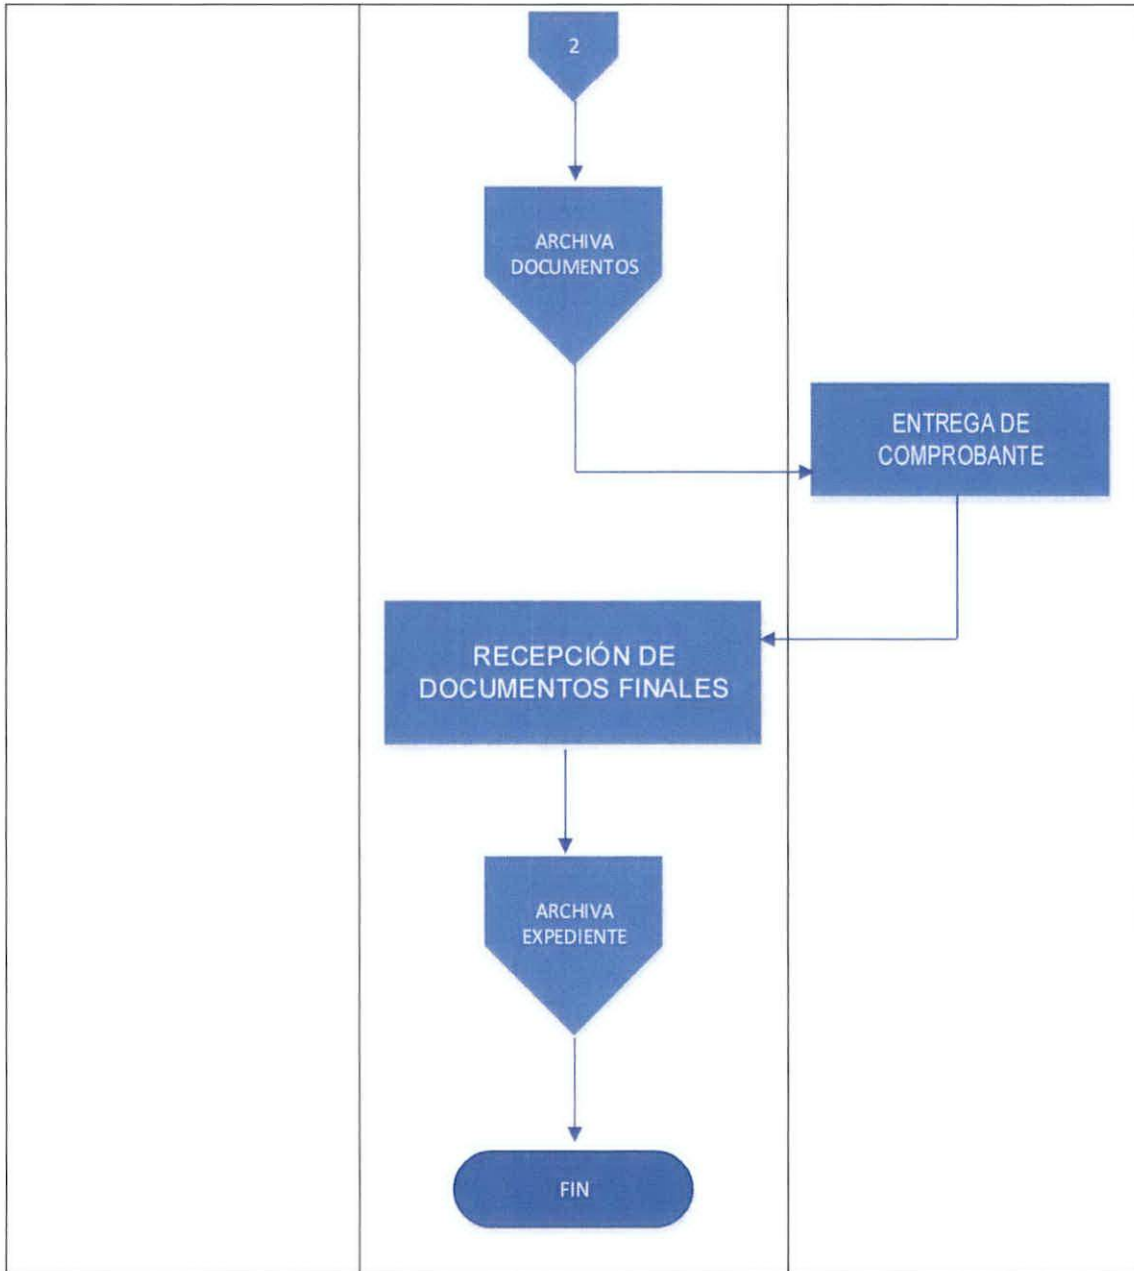 2
ARCHIVA
DOCUMENTOS
ENTREGA DE
COMPROBANTE
RECEPCIÓN DE
DOCUMENTOS FINALES
ARCHIVA
EXPEDIENTE
FIN